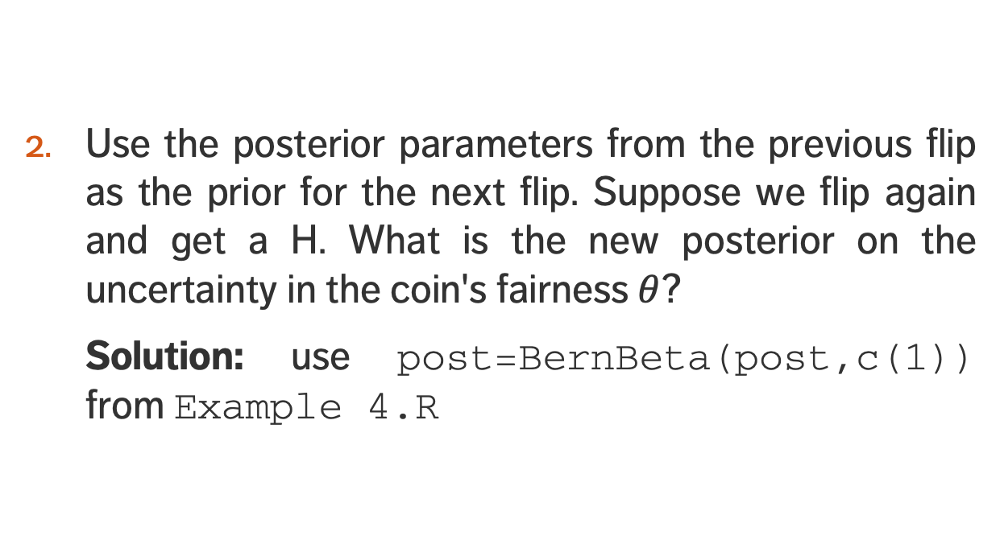 2. Use the posterior parameters from the previous flip
as the prior for the next flip. Suppose we flip again
and get a H. What is the new posterior on the
uncertainty in the coin's fairness θ?
Solution: use post=BernBeta(post,c(1))
from Example 4.R